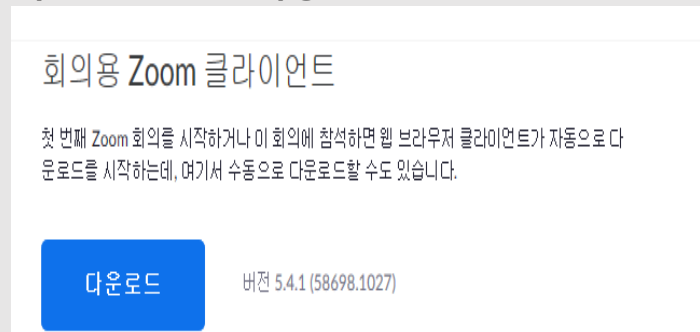 회의용 Zoom 클라이언트
첫 번째 Zoom 회의를 시작하거나 이 회의에 참석하면 웹 브라우저 클라이언트가 자동으로 다
운로드를 시작하는데, 여기서 수동으로 다운로드할 수도 있습니다.
다운로드
버전 5.4.1 (58698.1027)